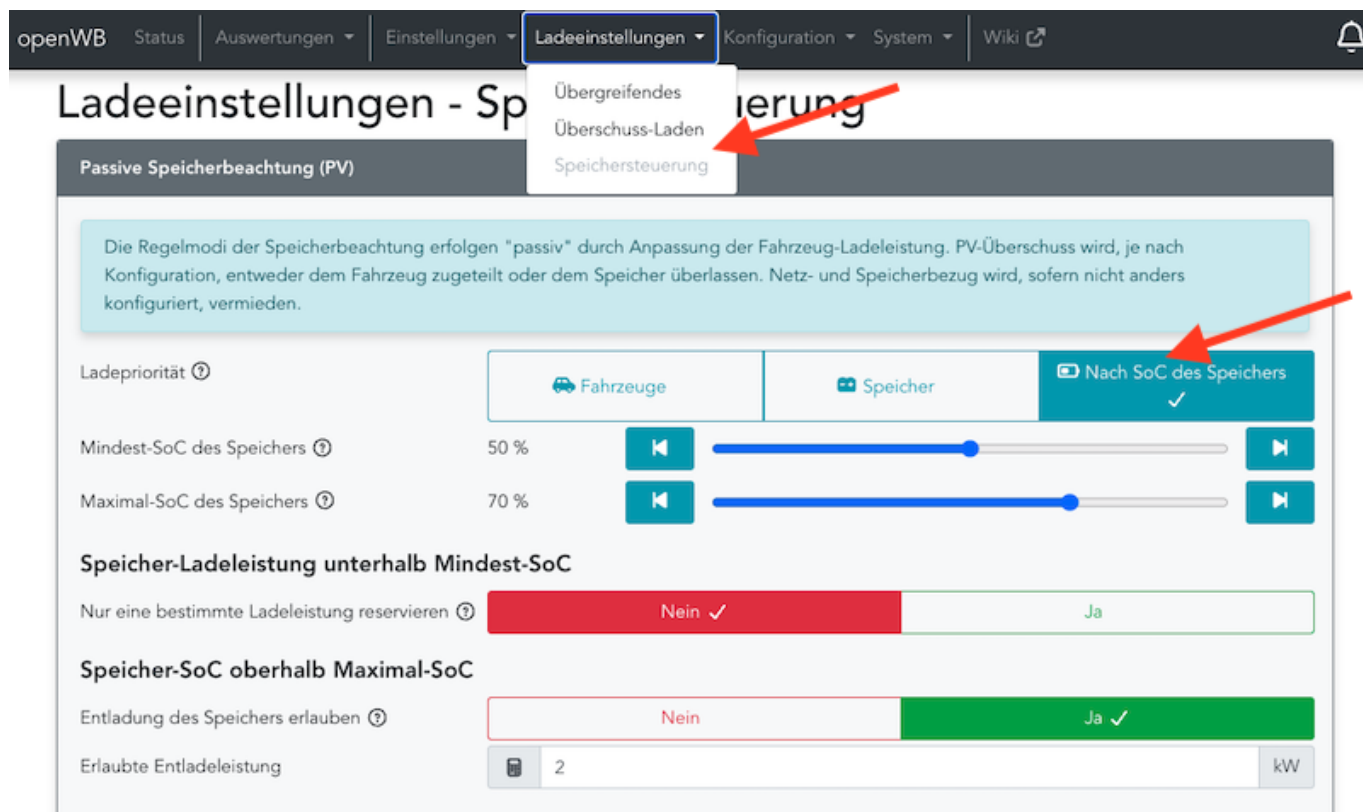 openWB Status Auswertungen Einstellungen Ladeeinstellungen Konfiguration System Wiki
Übergreifendes
Überschuss-Laden
Speichersteuerung
Ladeeinstellungen - Sp uerung
Passive Speicherbeachtung (PV)
Die Regelmodi der Speicherbeachtung erfolgen "passiv" durch Anpassung der Fahrzeug-Ladeleistung. PV-Überschuss wird, je nach
Konfiguration, entweder dem Fahrzeug zugeteilt oder dem Speicher überlassen. Netz- und Speicherbezug wird, sofern nicht anders
konfiguriert, vermieden.
Ladepriorität Fahrzeuge Speicher Nach SoC des Speichers
Mindest-SoC des Speichers 50 %
Maximal-SoC des Speichers 70 %
Speicher-Ladeleistung unterhalb Mindest-SoC
Nur eine bestimmte Ladeleistung reservieren Nein Ja
Speicher-SoC oberhalb Maximal-SoC
Entladung des Speichers erlauben Nein Ja
Erlaubte Entladeleistung 2 kW